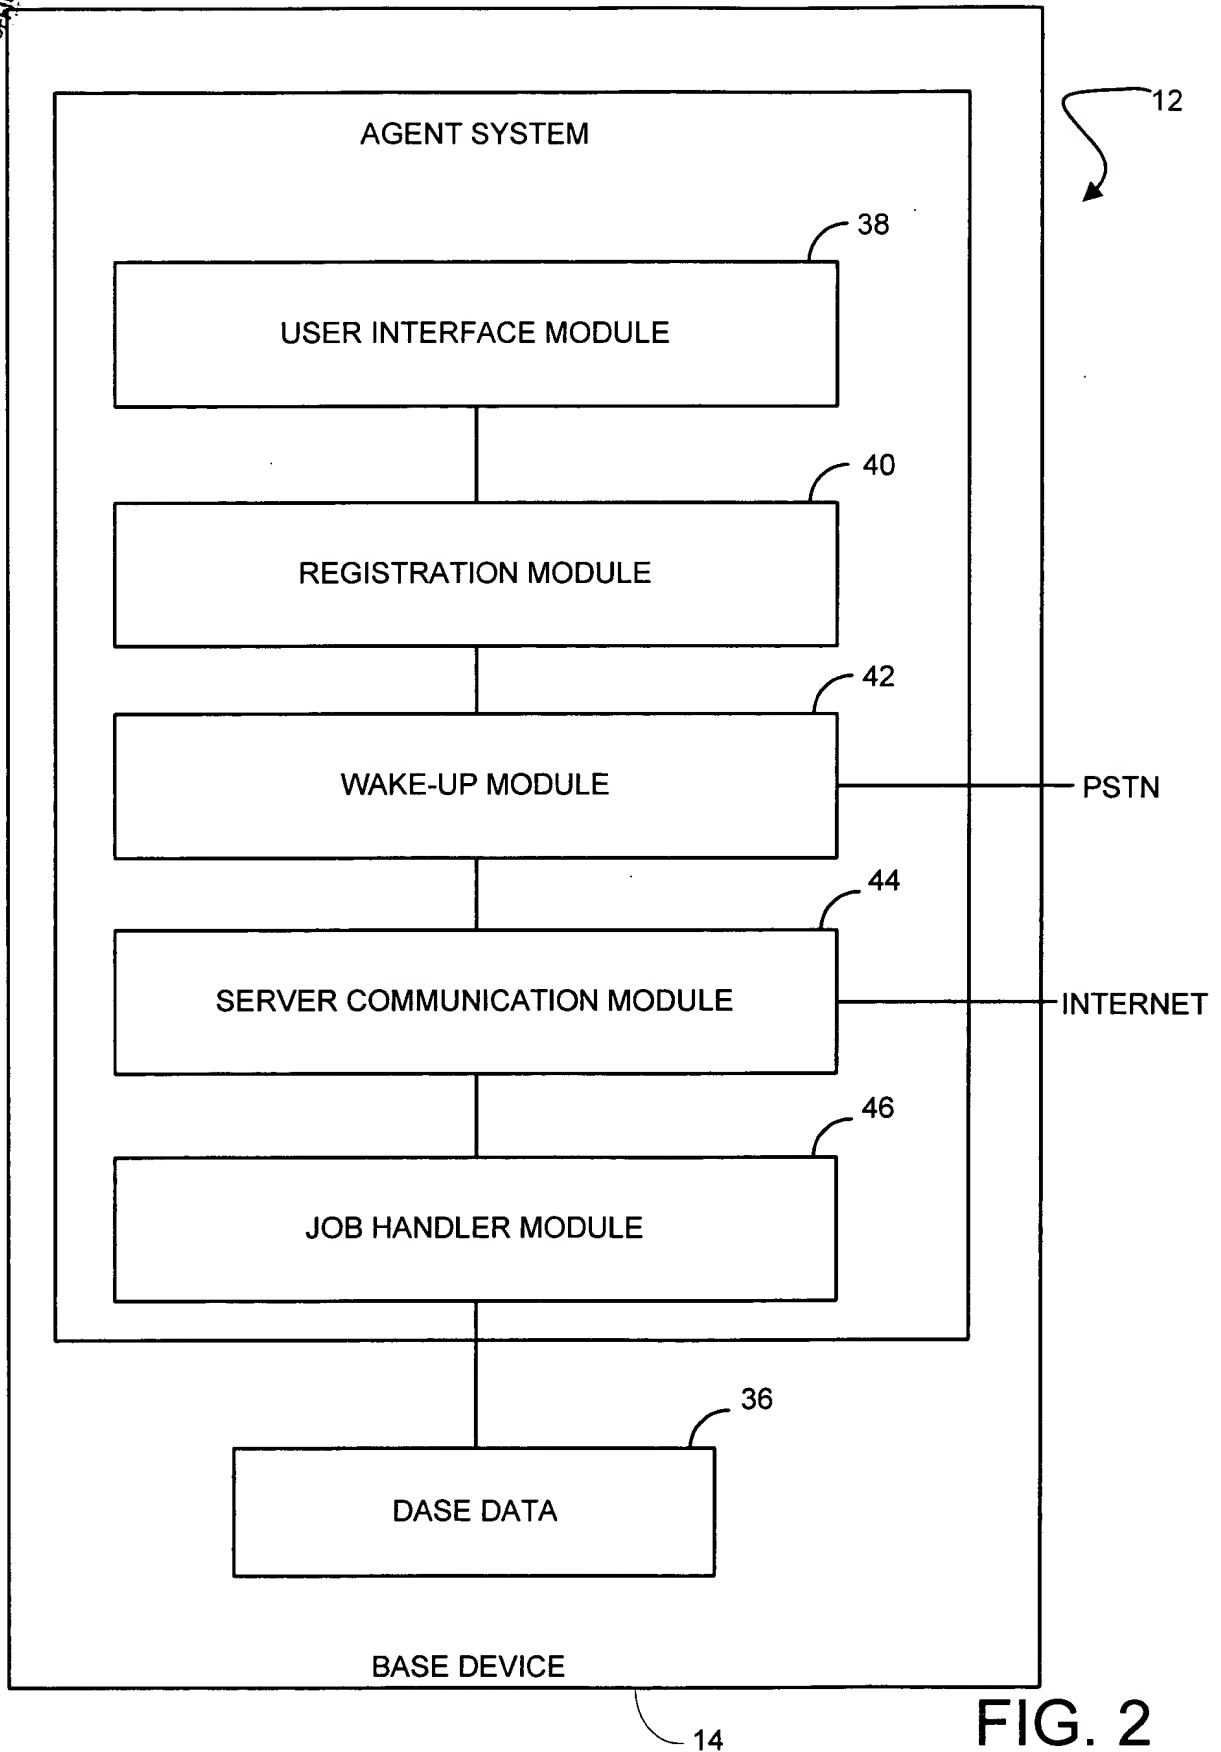 12
AGENT SYSTEM
38
USER INTERFACE MODULE
40
REGISTRATION MODULE
42
WAKE-UP MODULE
PSTN
44
SERVER COMMUNICATION MODULE
INTERNET
46
JOB HANDLER MODULE
36
DASE DATA
BASE DEVICE
14
FIG. 2